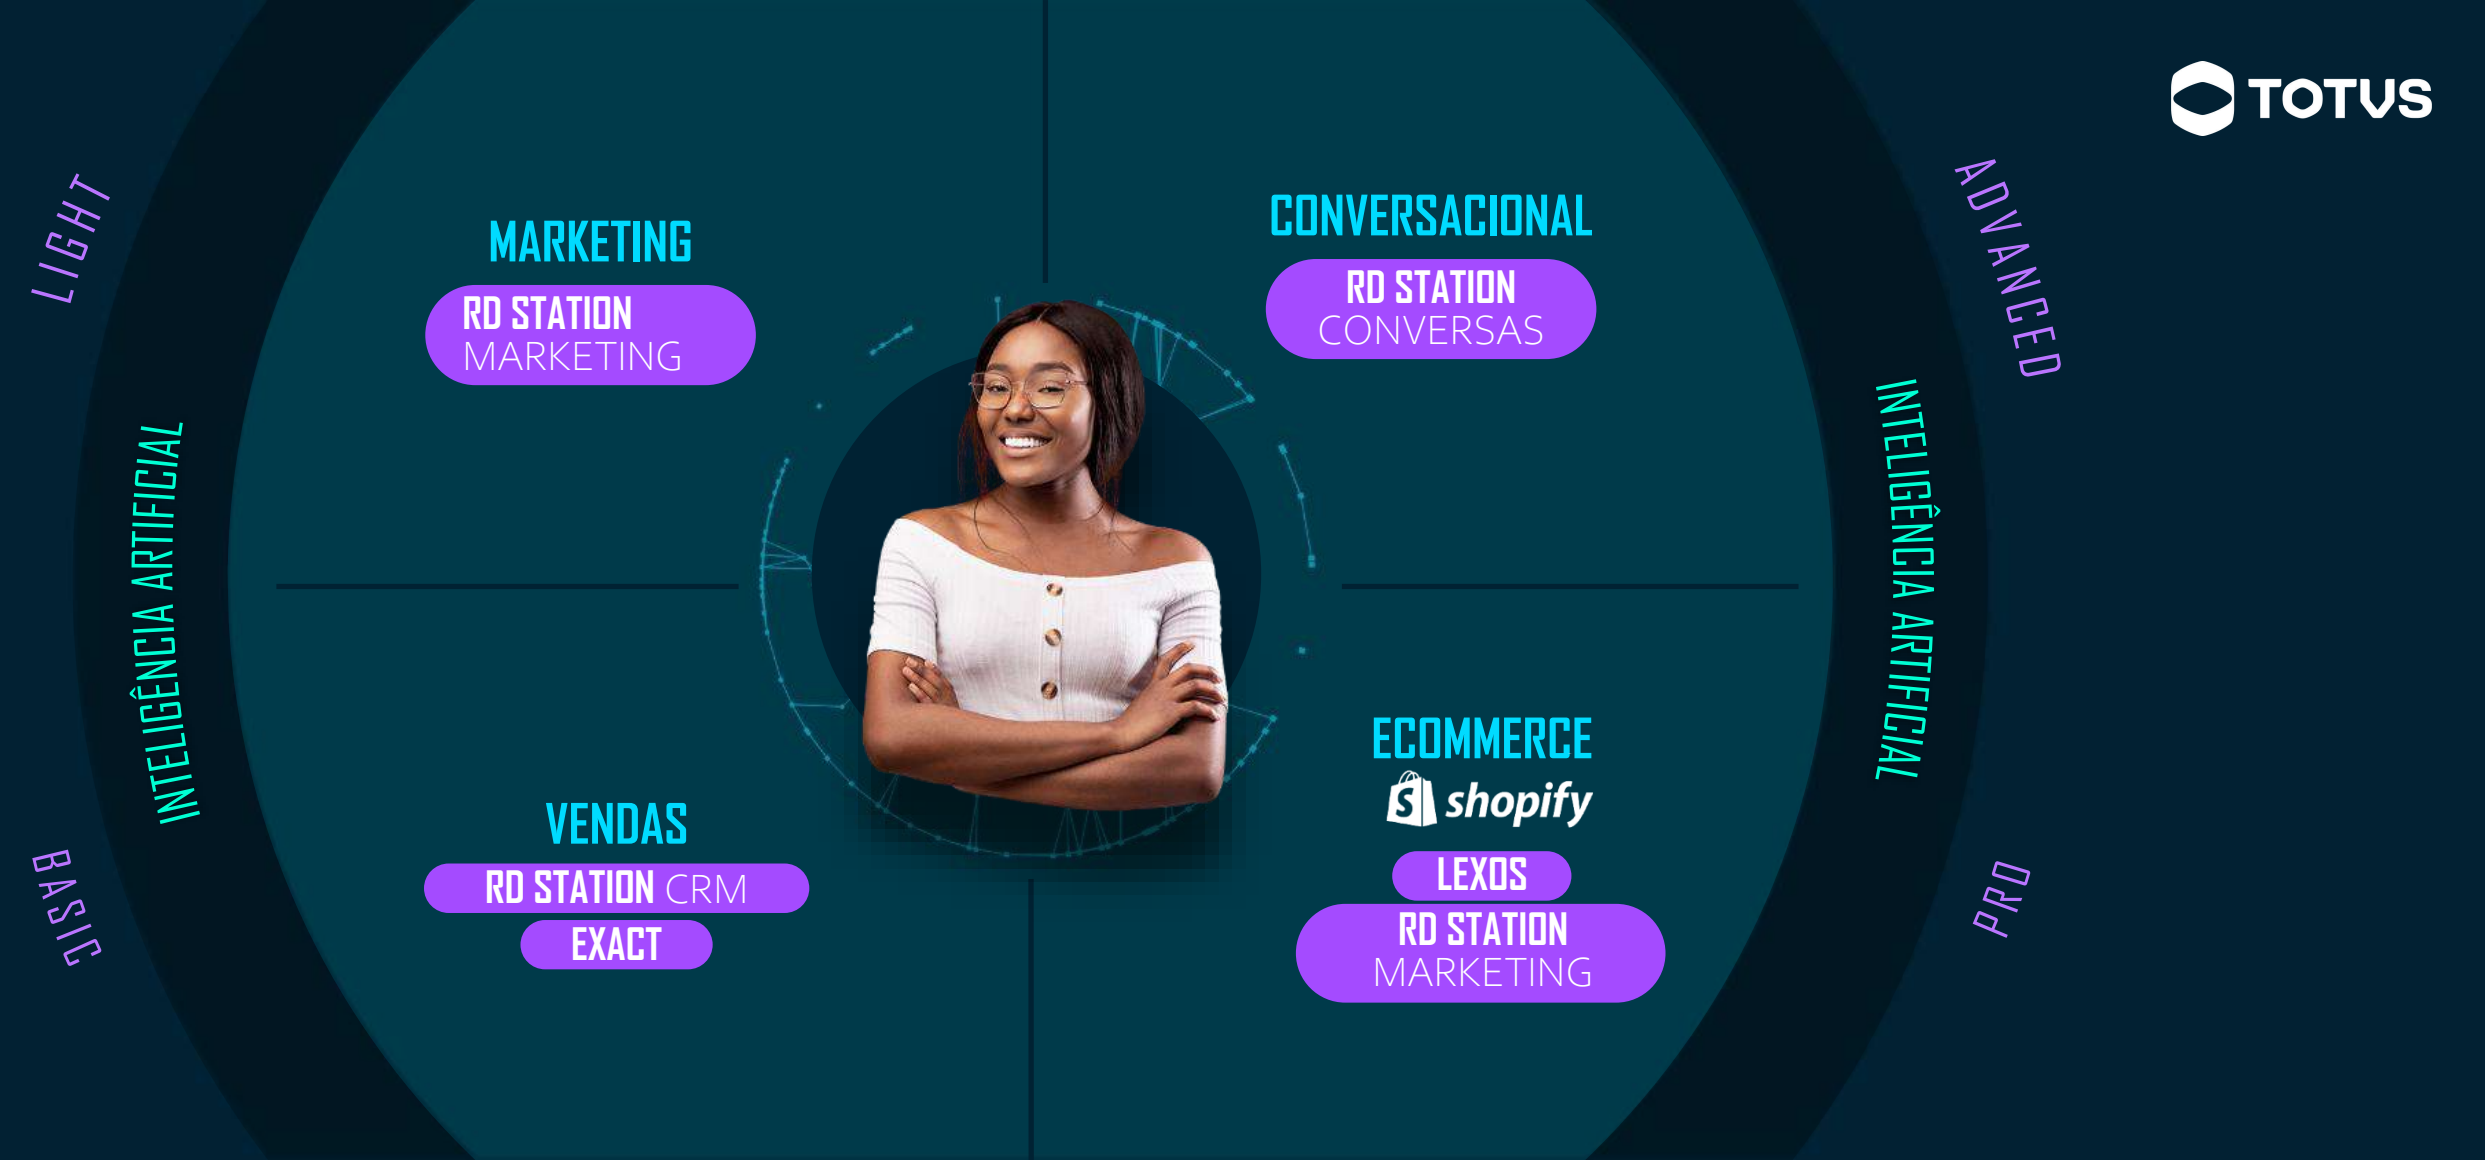 TOTVS
LIGHT
ADVANCED
MARKETING
RD STATION
MARKETING
CONVERSACIONAL
RD STATION
CONVERSAS
INTELIGÊNCIA ARTIFICIAL
INTELIGÊNCIA ARTIFICIAL
VENDAS
RD STATION CRM
EXACT
ECOMMERCE
shopify
LEXOS
RD STATION
MARKETING
BASIC
PRO